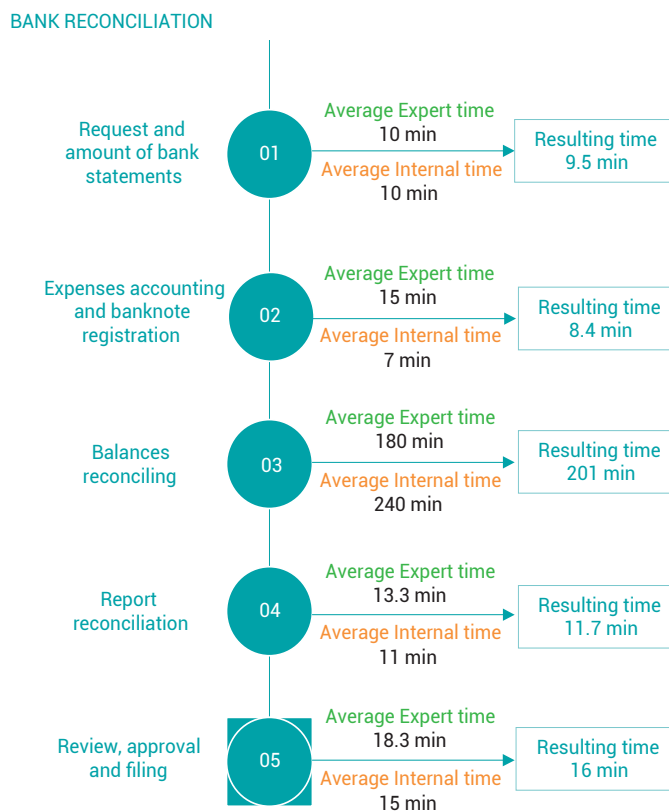 BANK RECONCILIATION
Request and
amount of bank
statements
01
Average Expert time
10 min
Average Internal time
10 min
Resulting time
9.5 min
Expenses accounting
and banknote
registration
02
Average Expert time
15 min
Average Internal time
7 min
Resulting time
8.4 min
Balances
reconciling
03
Average Expert time
180 min
Average Internal time
240 min
Resulting time
201 min
Report
reconciliation
04
Average Expert time
13.3 min
Average Internal time
11 min
Resulting time
11.7 min
Review, approval
and filing
05
Average Expert time
18.3 min
Average Internal time
15 min
Resulting time
16 min